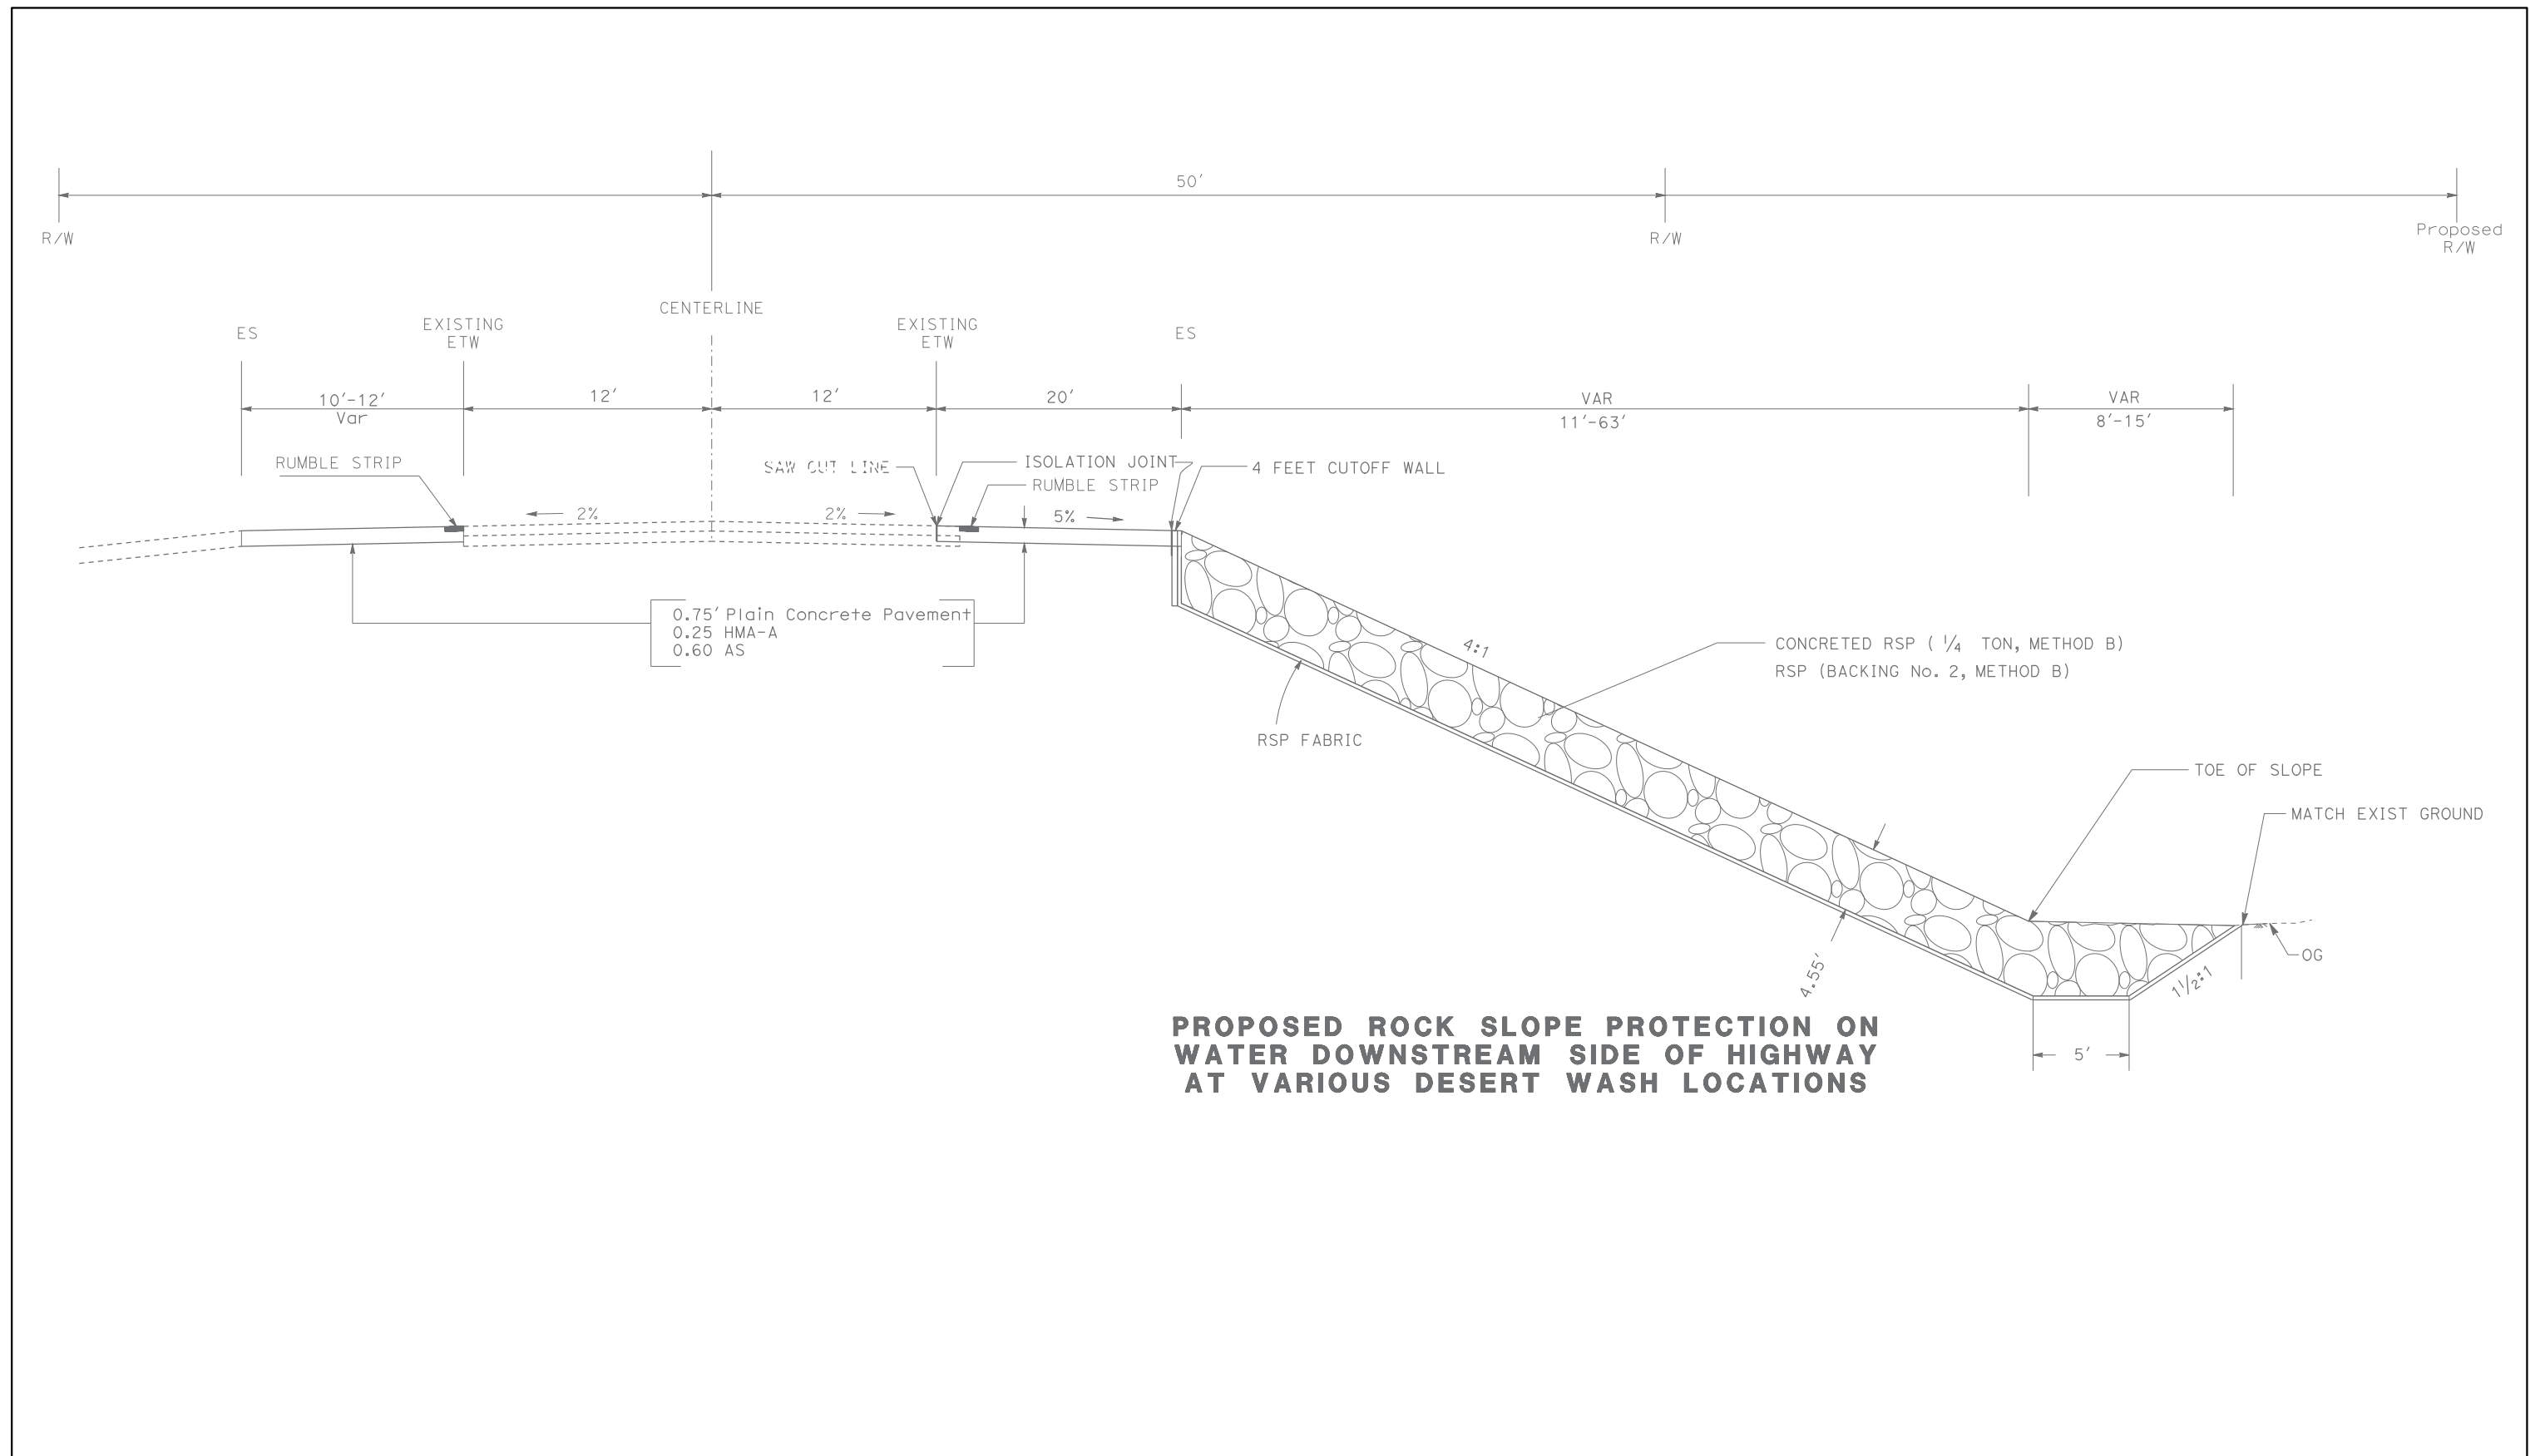 50′
R/W
R/W
Proposed
R/W
CENTERLINE
ES
EXISTING
ETW
EXISTING
ETW
ES
10′-12′
Var
12′
12′
20′
VAR
11′-63′
VAR
8′-15′
RUMBLE STRIP
SAW CUT LINE
ISOLATION JOINT
RUMBLE STRIP
4 FEET CUTOFF WALL
2%
2%
5%
0.75′ Plain Concrete Pavement
0.25 HMA-A
0.60 AS
4:1
CONCRETED RSP ( 1/4 TON, METHOD B)
RSP (BACKING No. 2, METHOD B)
RSP FABRIC
TOE OF SLOPE
MATCH EXIST GROUND
OG
4.55′
1 1/2:1
5′
PROPOSED ROCK SLOPE PROTECTION ON
WATER DOWNSTREAM SIDE OF HIGHWAY
AT VARIOUS DESERT WASH LOCATIONS